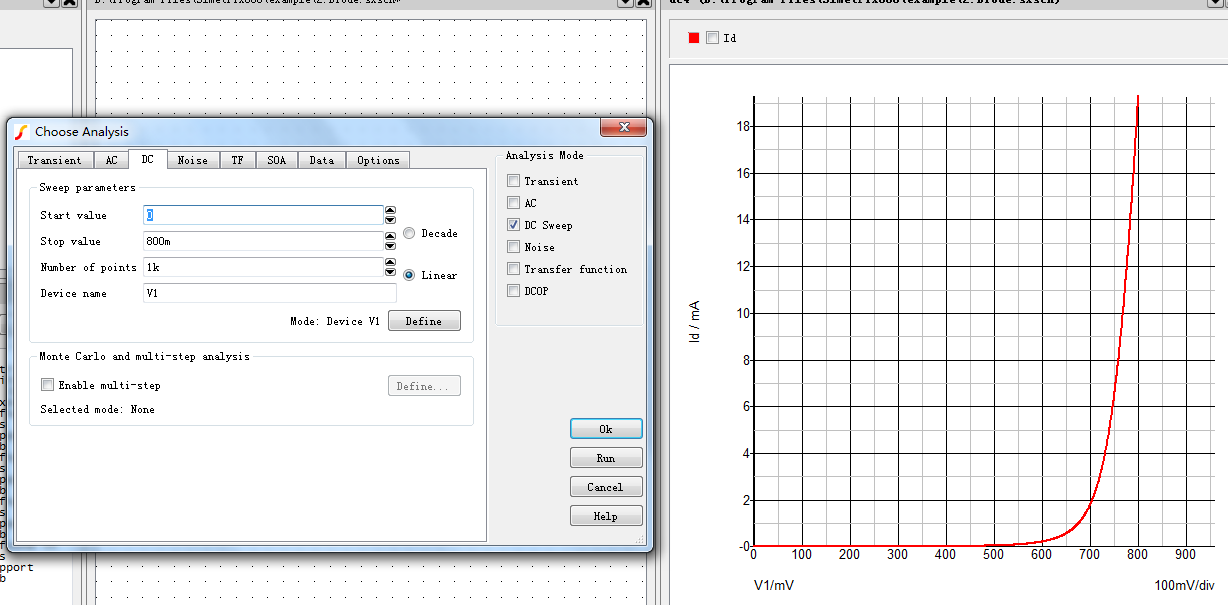 Id
Choose Analysis
Transient AC DC Noise TF SOA Data Options
Sweep parameters
Start value 0
Stop value 800m
Number of points 1k
Device name V1
Decade
Linear
Mode: Device V1 Define
Monte Carlo and multi-step analysis
Enable multi-step Define...
Selected mode: None
Analysis Mode
Transient
AC
DC Sweep
Noise
Transfer function
DCOP
Ok
Run
Cancel
Help
pport
Id / mA
18
16
14
12
10
8
6
4
2
-0
0 100 200 300 400 500 600 700 800 900
V1/mV 100mV/div